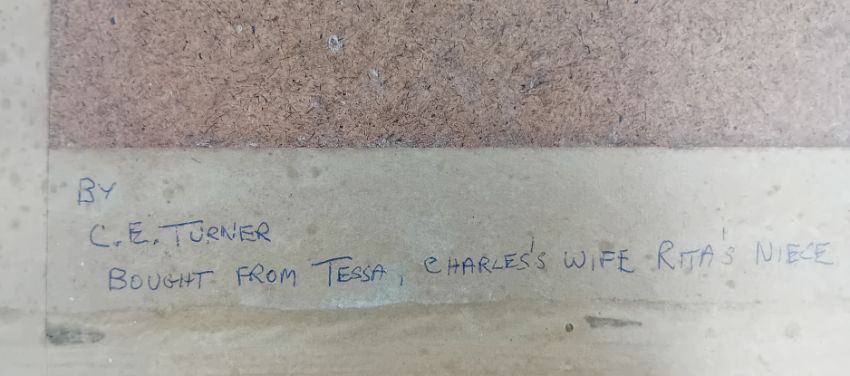 BY
C.E. TURNER
BOUGHT FROM TESSA, CHARLES'S WIFE RITA'S NIECE